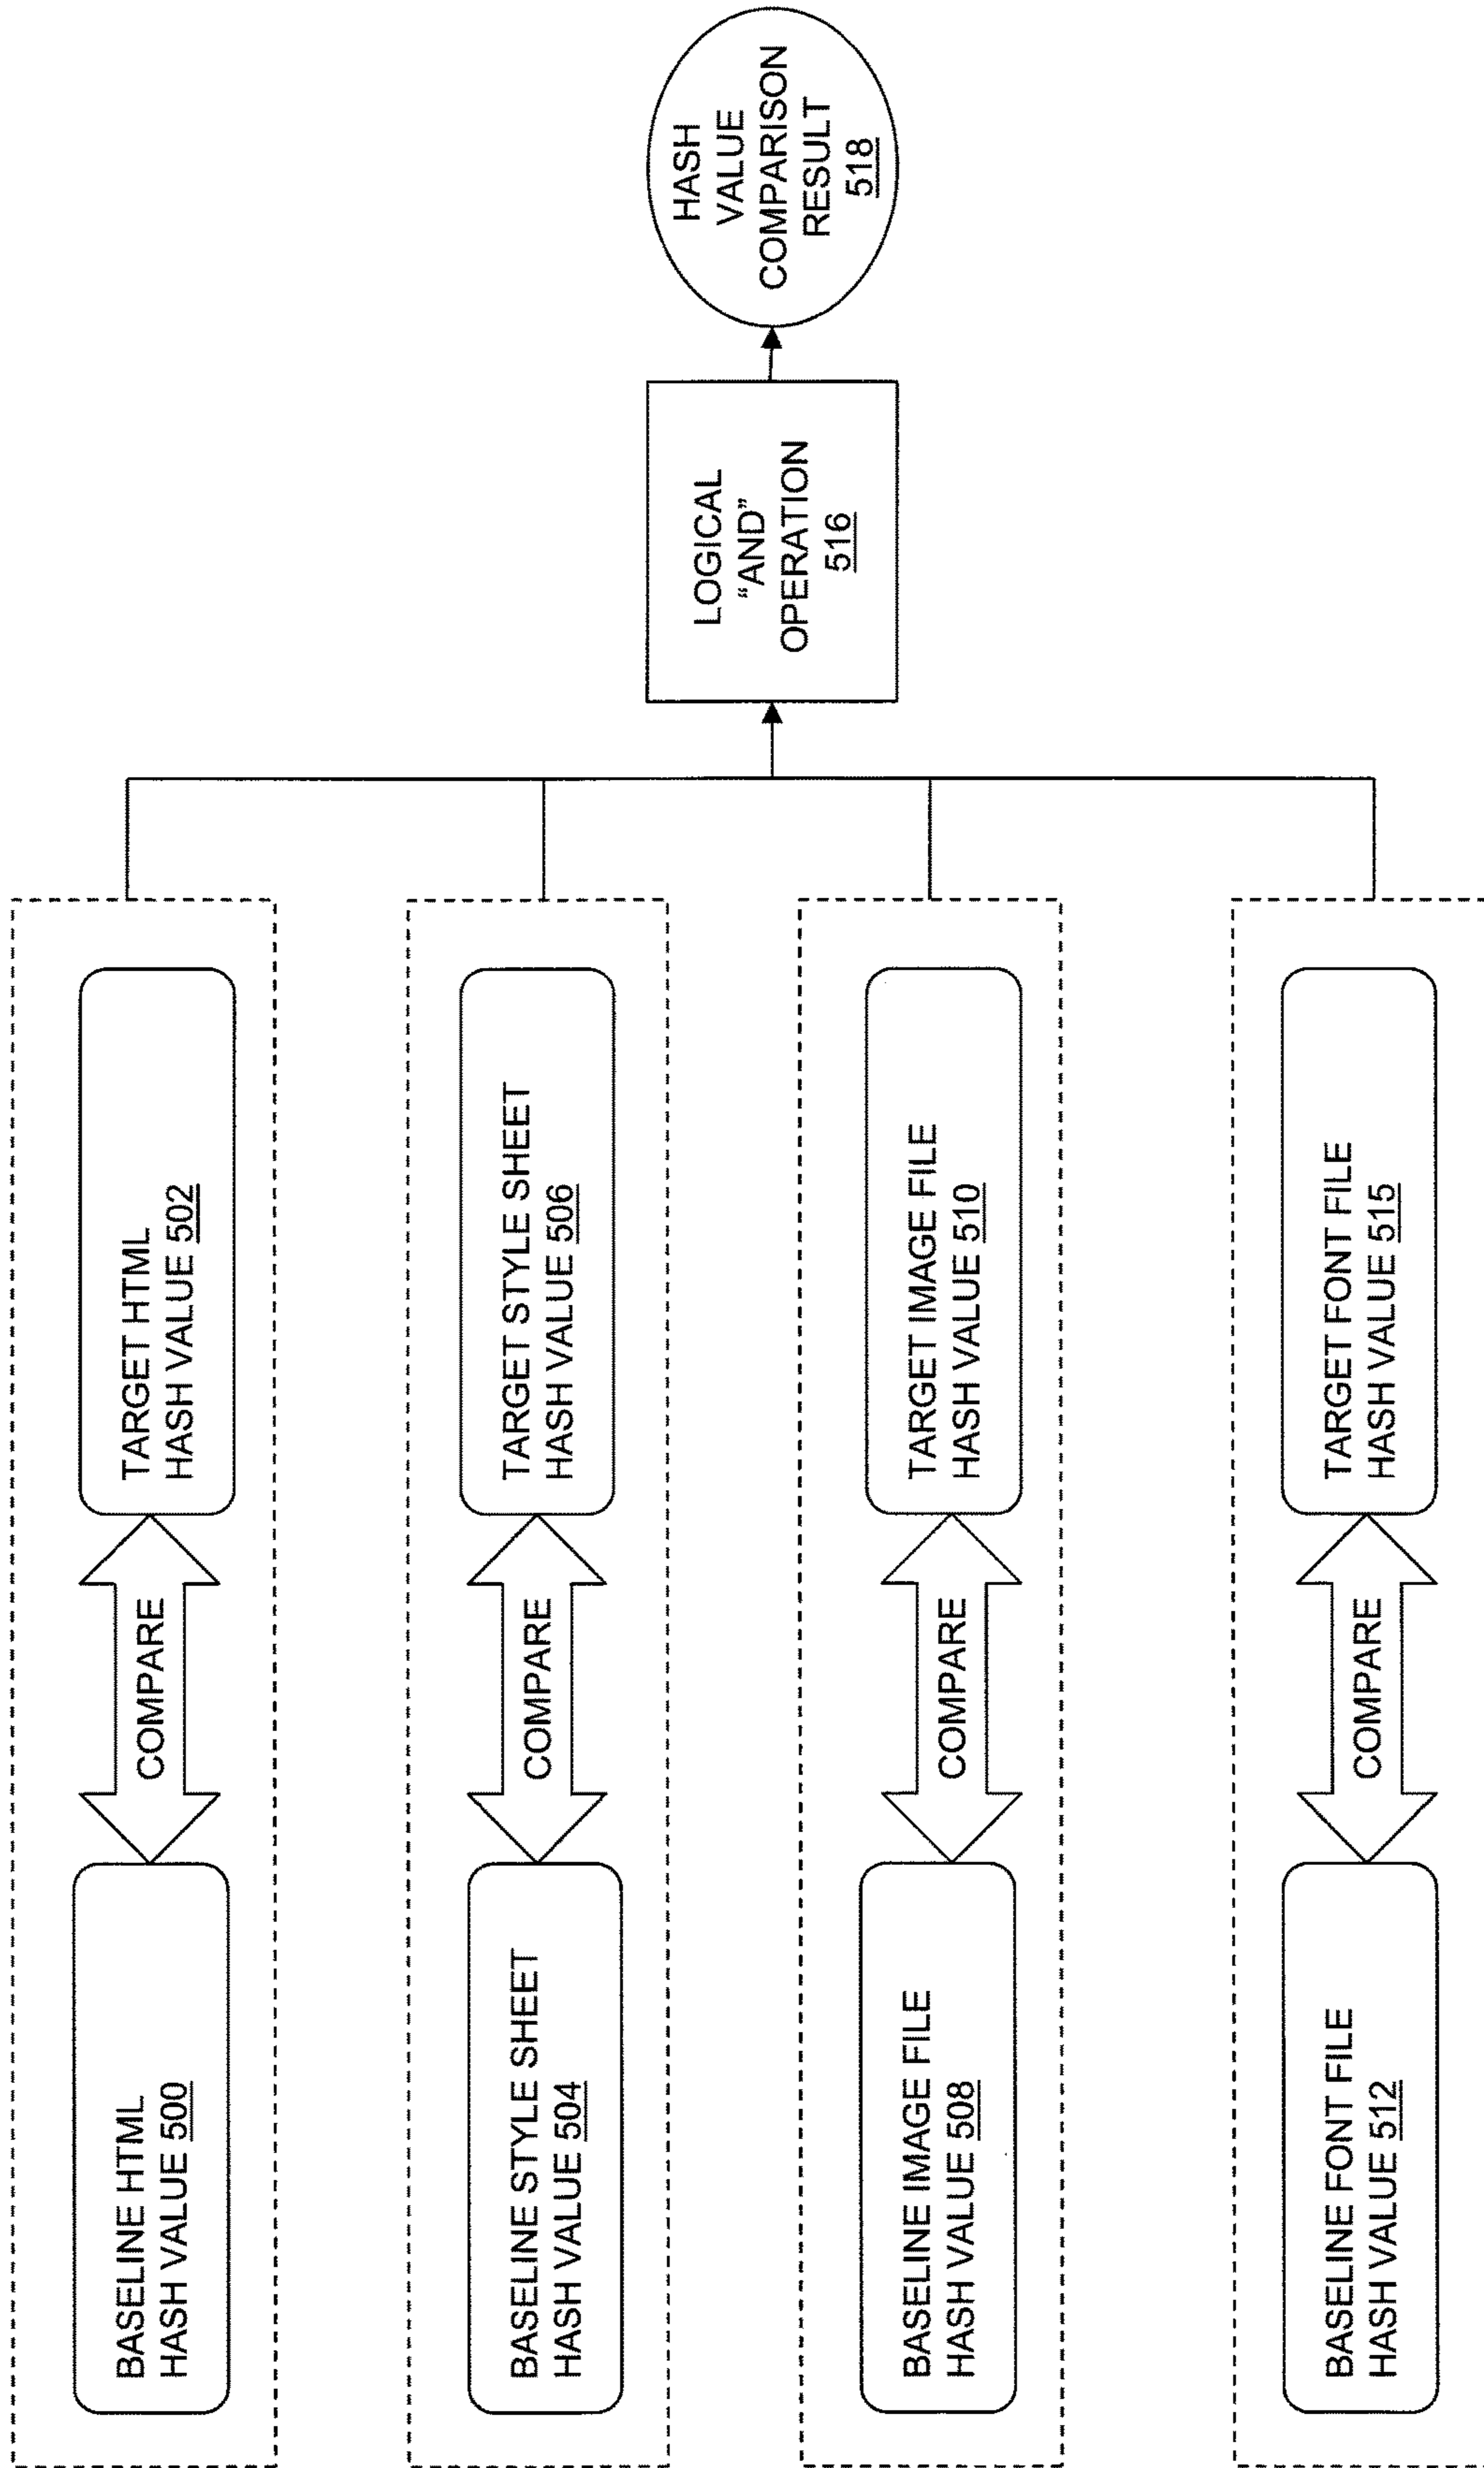 BASELINE HTML
HASH VALUE 500
COMPARE
TARGET HTML
HASH VALUE 502
BASELINE STYLE SHEET
HASH VALUE 504
COMPARE
TARGET STYLE SHEET
HASH VALUE 506
BASELINE IMAGE FILE
HASH VALUE 508
COMPARE
TARGET IMAGE FILE
HASH VALUE 510
BASELINE FONT FILE
HASH VALUE 512
COMPARE
TARGET FONT FILE
HASH VALUE 515
LOGICAL
“AND”
OPERATION
516
HASH
VALUE
COMPARISON
RESULT
518